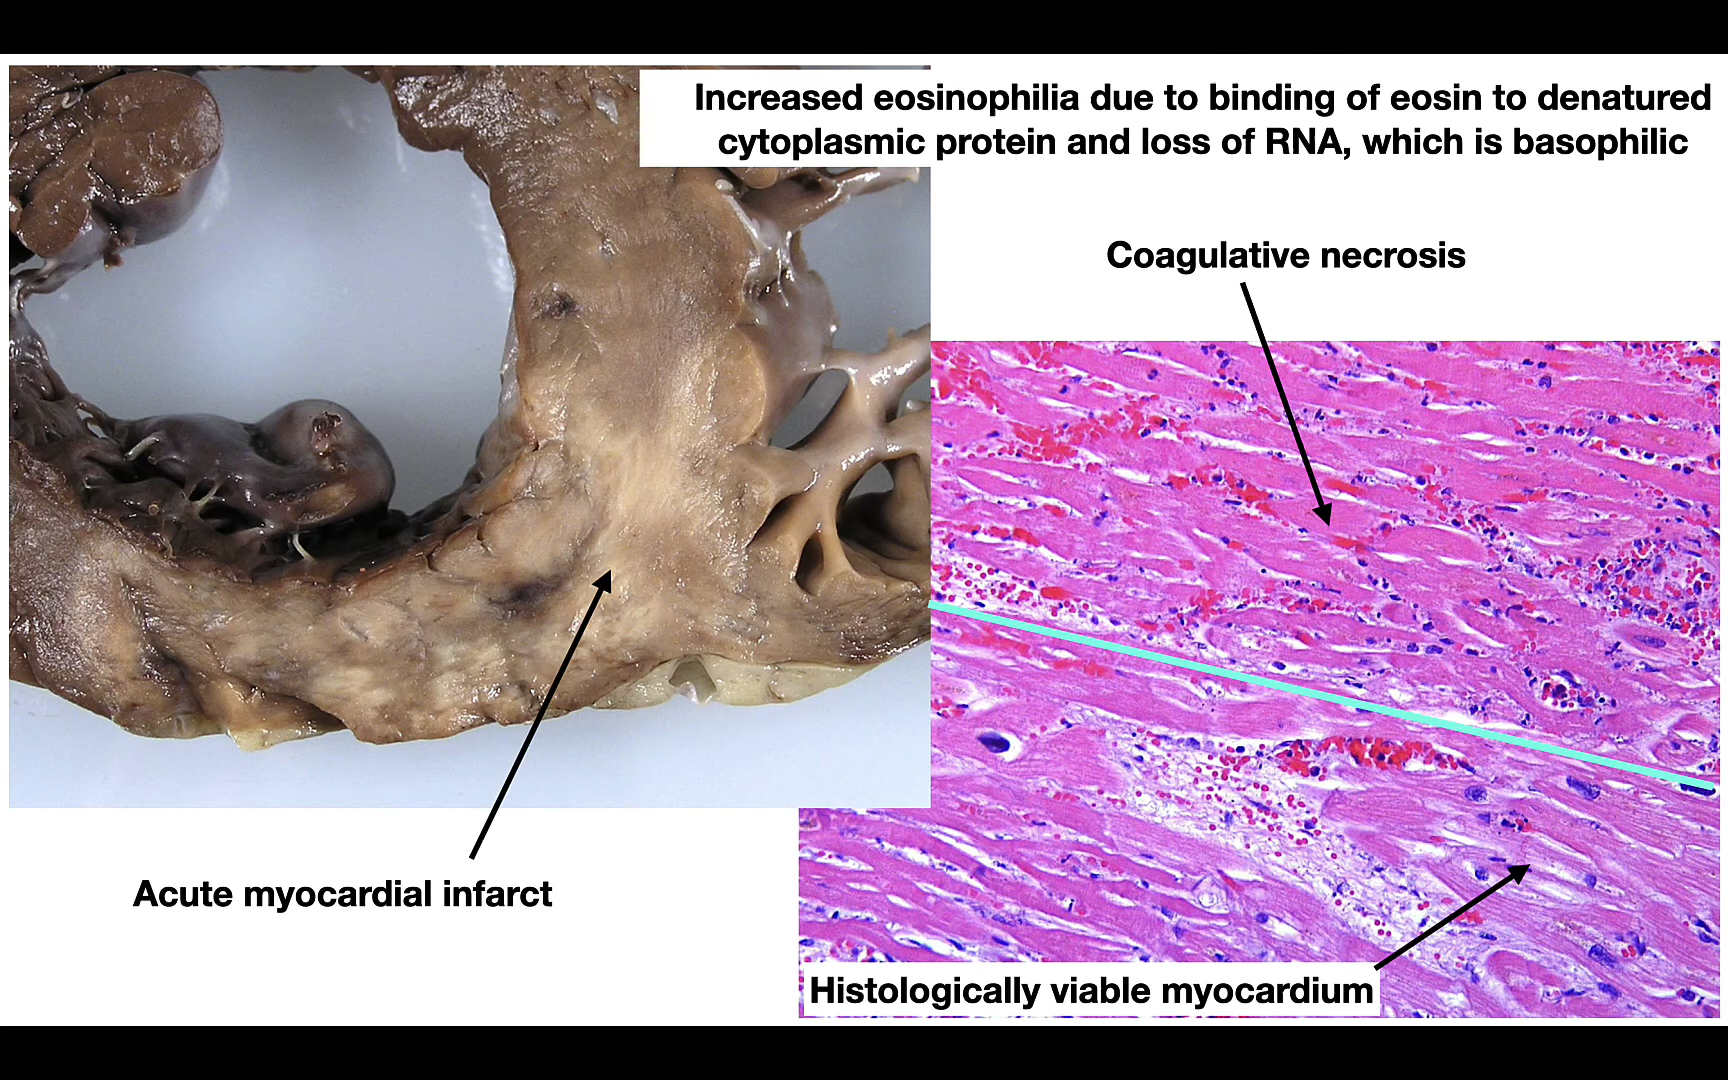 Increased eosinophilia due to binding of eosin to denatured
cytoplasmic protein and loss of RNA, which is basophilic
Coagulative necrosis
Acute myocardial infarct
Histologically viable myocardium